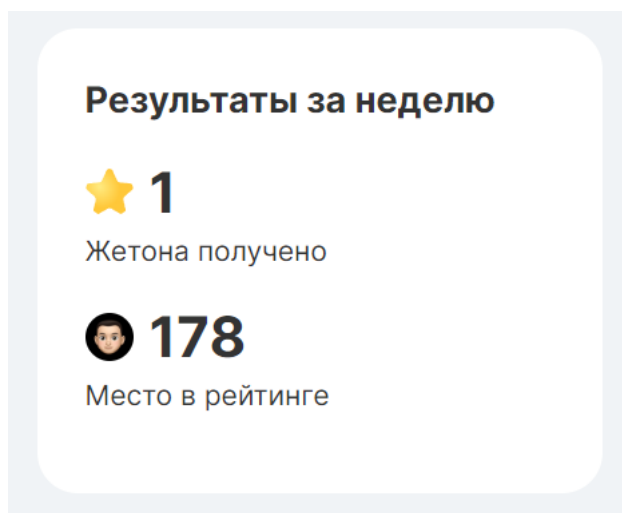 Результаты за неделю
1
Жетона получено
178
Место в рейтинге